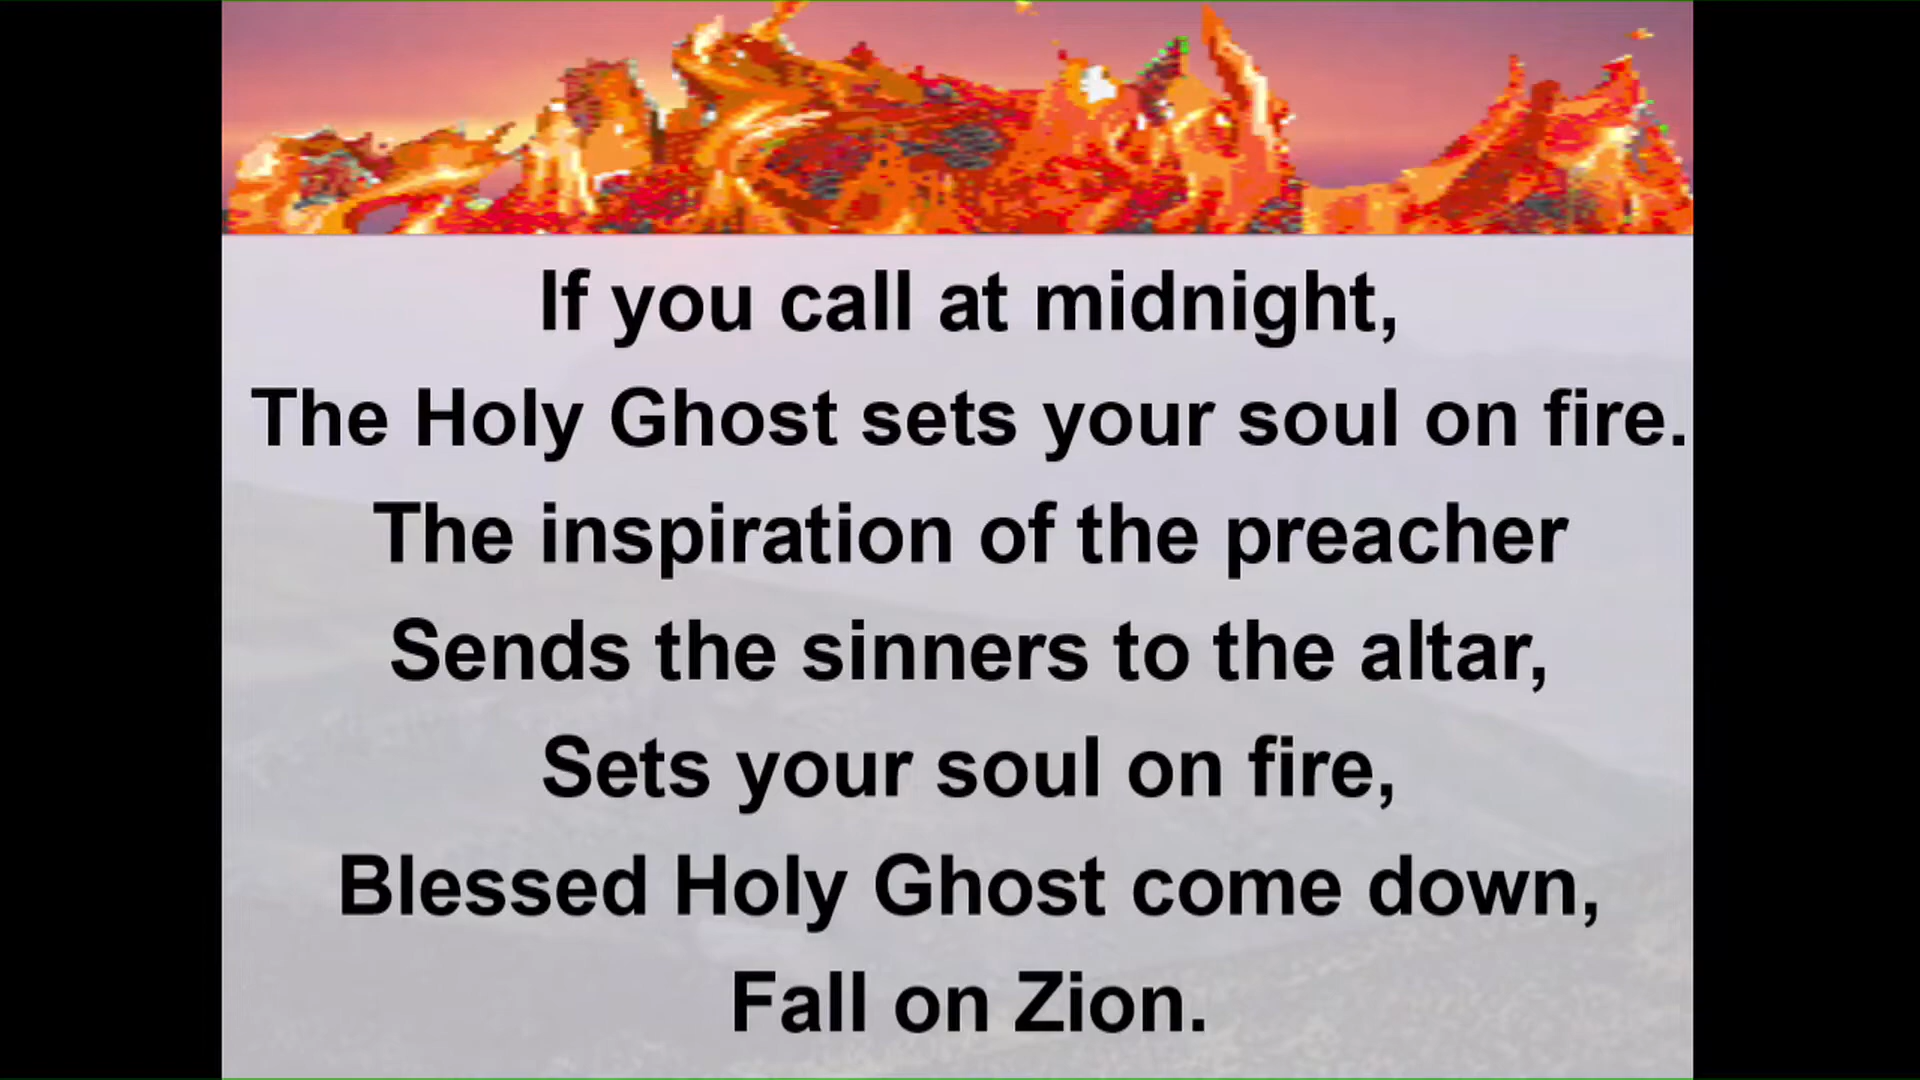 If you call at midnight,
The Holy Ghost sets your soul on fire.
The inspiration of the preacher
Sends the sinners to the altar,
Sets your soul on fire,
Blessed Holy Ghost come down,
Fall on Zion.